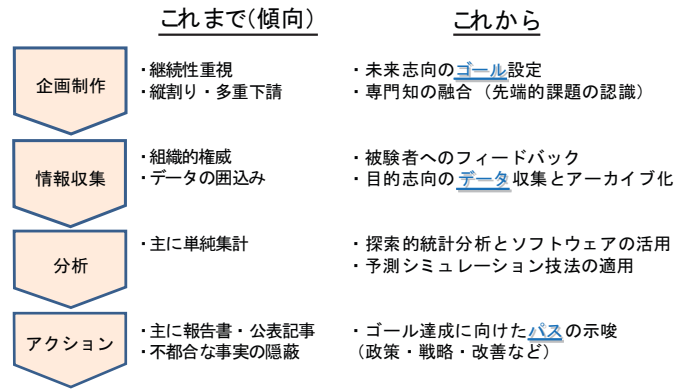 これまで(傾向) これから
企画制作
・継続性重視
・縦割り・多重下請
・未来志向のゴール設定
・専門知の融合（先端的課題の認識）
情報収集
・組織的権威
・データの囲込み
・被験者へのフィードバック
・目的志向のデータ収集とアーカイブ化
分析
・主に単純集計
・探索的統計分析とソフトウェアの活用
・予測シミュレーション技法の適用
アクション
・主に報告書・公表記事
・不都合な事実の隠蔽
・ゴール達成に向けたパスの示唆
（政策・戦略・改善など）